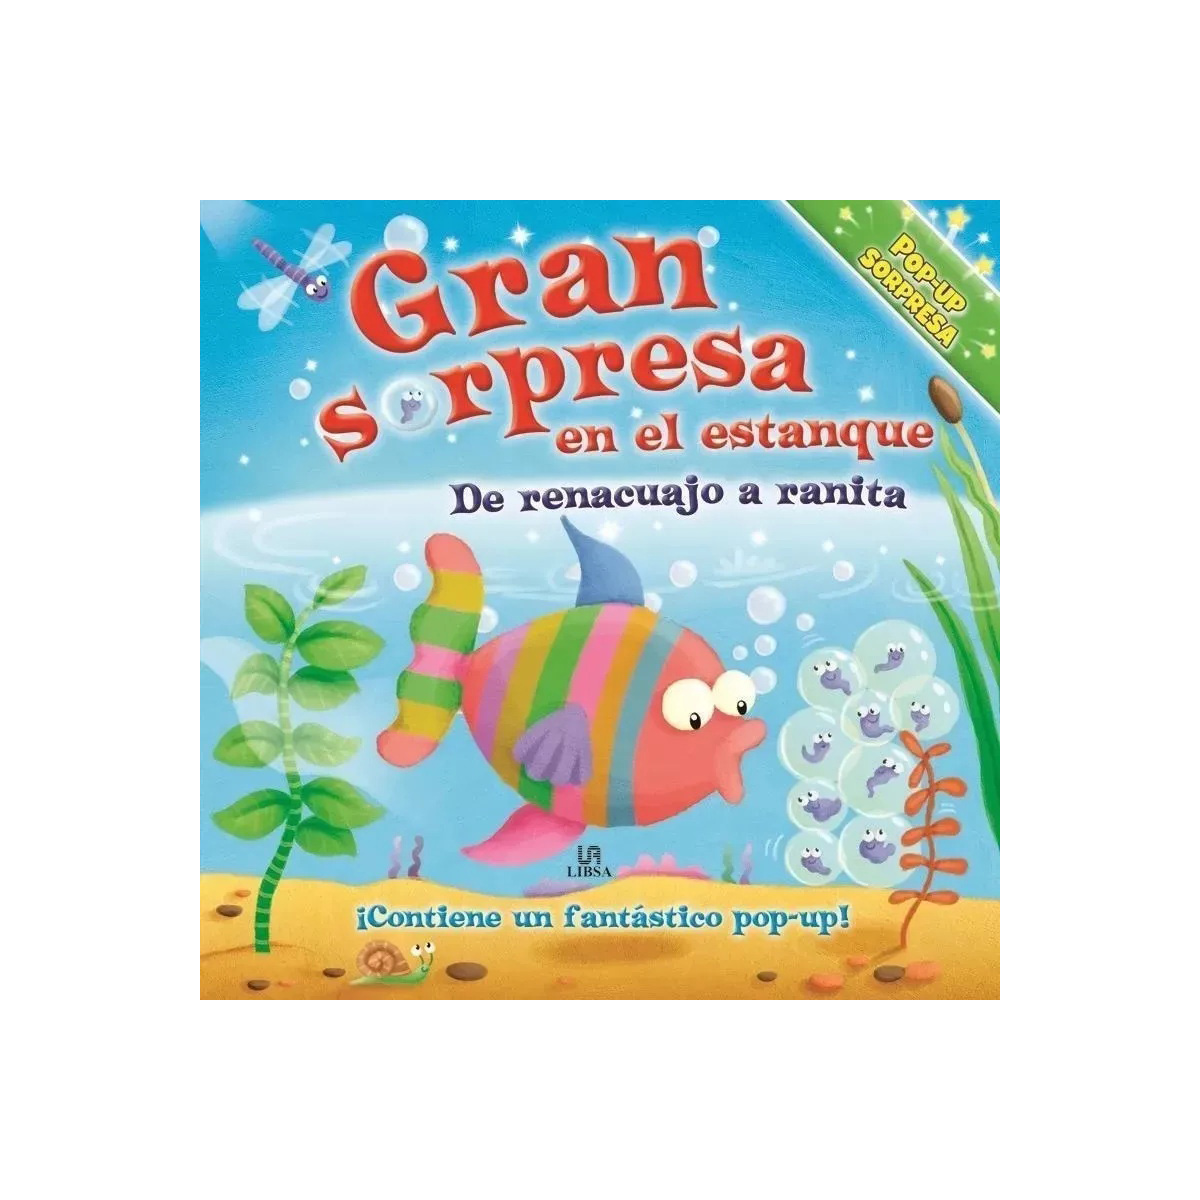 Gran
sorpresa
en el estanque
De renacuajo a ranita
POP-UP
SORPRESA
LIBSA
¡Contiene un fantástico pop-up!